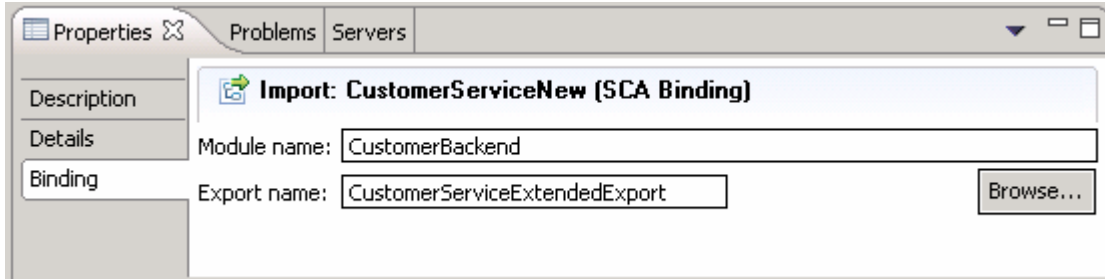 Properties Problems Servers
Import: CustomerServiceNew (SCA Binding)
Description
Details
Binding
Module name: CustomerBackend
Export name: CustomerServiceExtendedExport Browse...